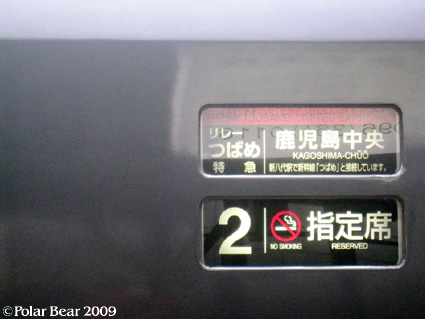 リレー
つばめ
特急
鹿児島中央
KAGOSHIMA-CHŪŌ
新八代駅で新幹線「つばめ」と接続しています。
2
NO SMOKING
指定席
RESERVED
©Polar Bear 2009